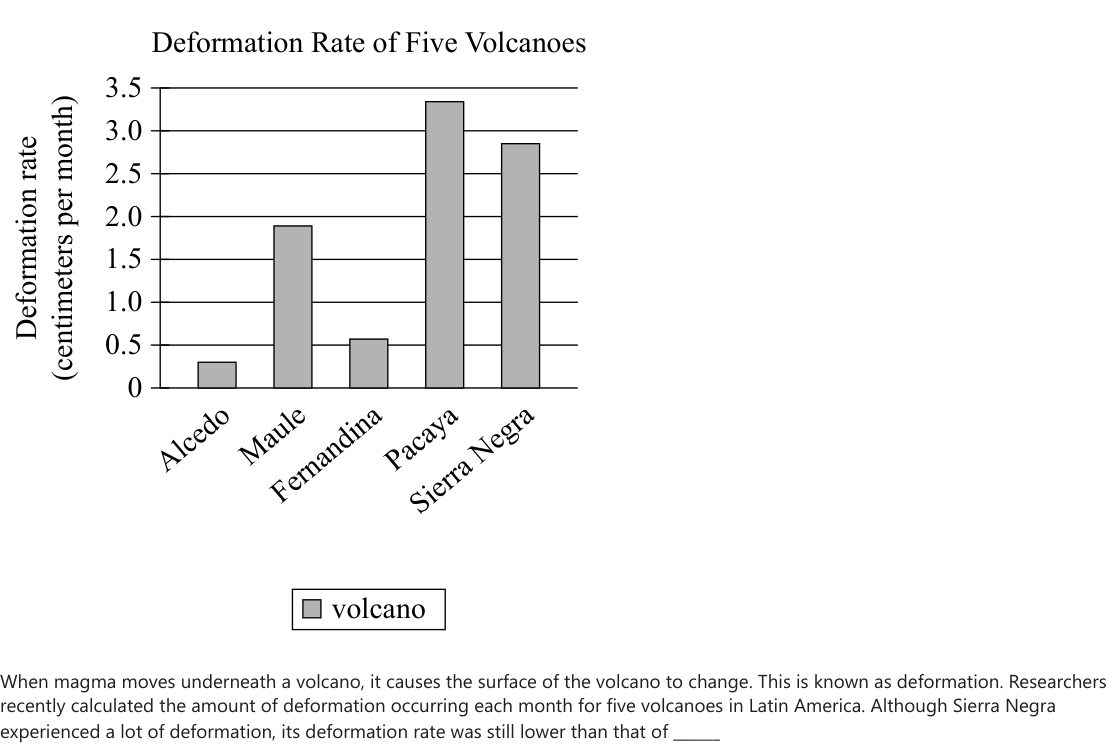 Deformation Rate of Five Volcanoes
Deformation rate
(centimeters per month)
3.5
3.0
2.5
2.0
1.5
1.0
0.5
0
Alcedo
Maule
Fernandina
Pacaya
Sierra Negra
volcano
When magma moves underneath a volcano, it causes the surface of the volcano to change. This is known as deformation. Researchers
recently calculated the amount of deformation occurring each month for five volcanoes in Latin America. Although Sierra Negra
experienced a lot of deformation, its deformation rate was still lower than that of ______